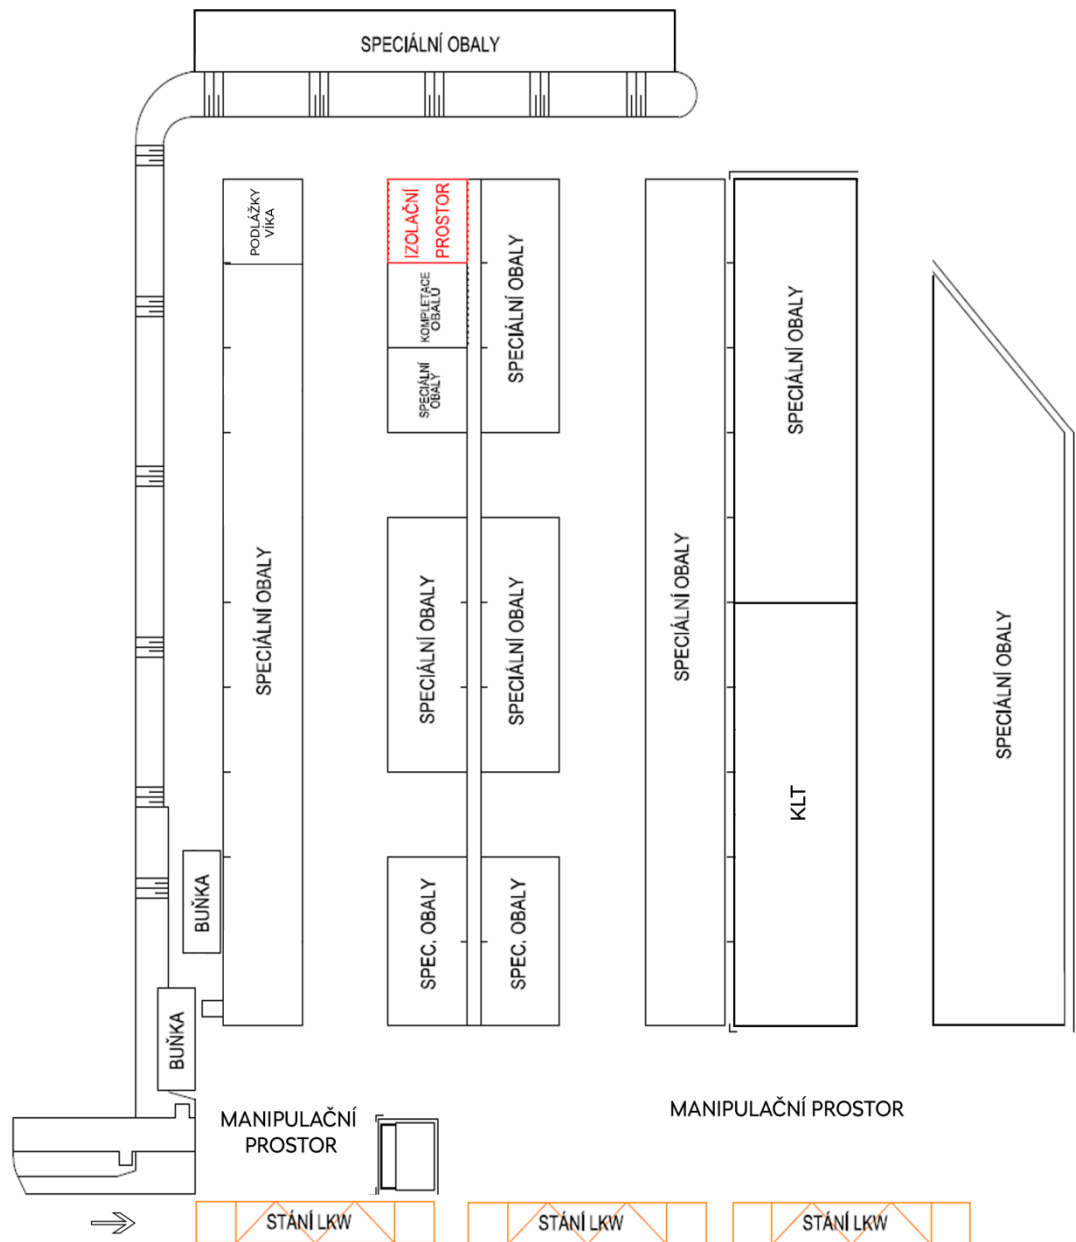 SPECIÁLNÍ OBALY
PODLÁŽKY
VÍKA
IZOLAČNÍ
PROSTOR
KOMPLETACE
OBALŮ
SPECIÁLNÍ
OBALY
SPECIÁLNÍ OBALY
SPECIÁLNÍ OBALY
SPECIÁLNÍ OBALY
SPECIÁLNÍ OBALY
SPECIÁLNÍ OBALY
SPECIÁLNÍ OBALY
SPECIÁLNÍ OBALY
KLT
BUŇKA
SPEC. OBALY
SPEC. OBALY
BUŇKA
MANIPULAČNÍ
PROSTOR
MANIPULAČNÍ PROSTOR
STÁNÍ LKW
STÁNÍ LKW
STÁNÍ LKW
SPECIÁLNÍ OBALY